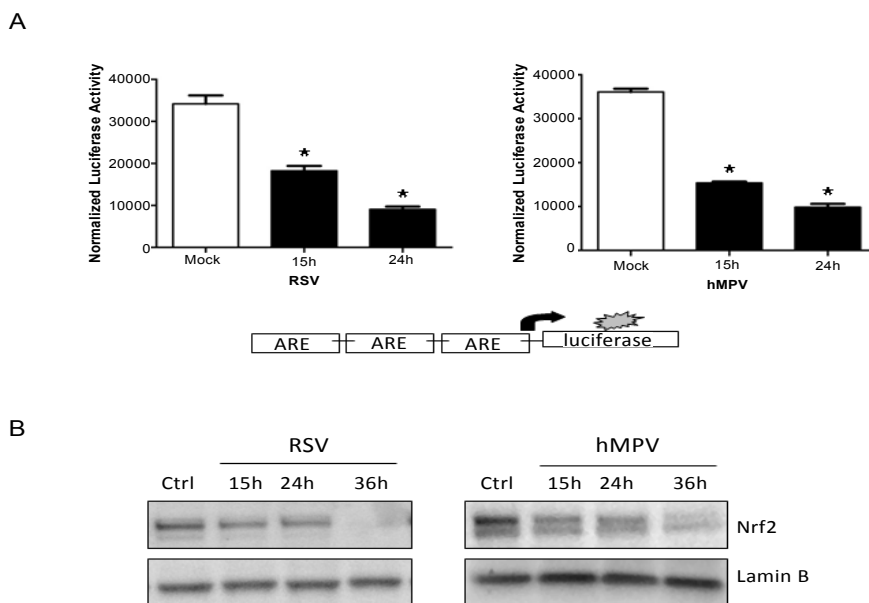 A
Normalized Luciferase Activity
40000
30000
20000
10000
0
Mock
15h
24h
RSV
*
*
Normalized Luciferase Activity
40000
30000
20000
10000
0
Mock
15h
24h
hMPV
*
*
ARE ARE ARE luciferase
B
RSV
Ctrl 15h 24h 36h
hMPV
Ctrl 15h 24h 36h
Nrf2
Lamin B